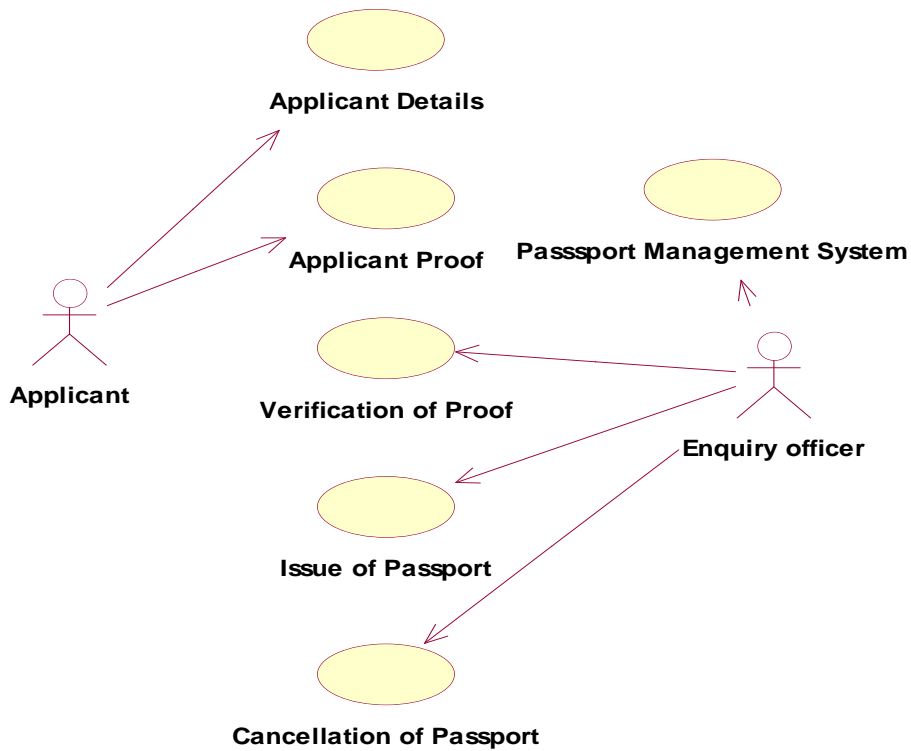 Applicant Details
Applicant Proof
Passsport Management System
Applicant
Verification of Proof
Enquiry officer
Issue of Passport
Cancellation of Passport